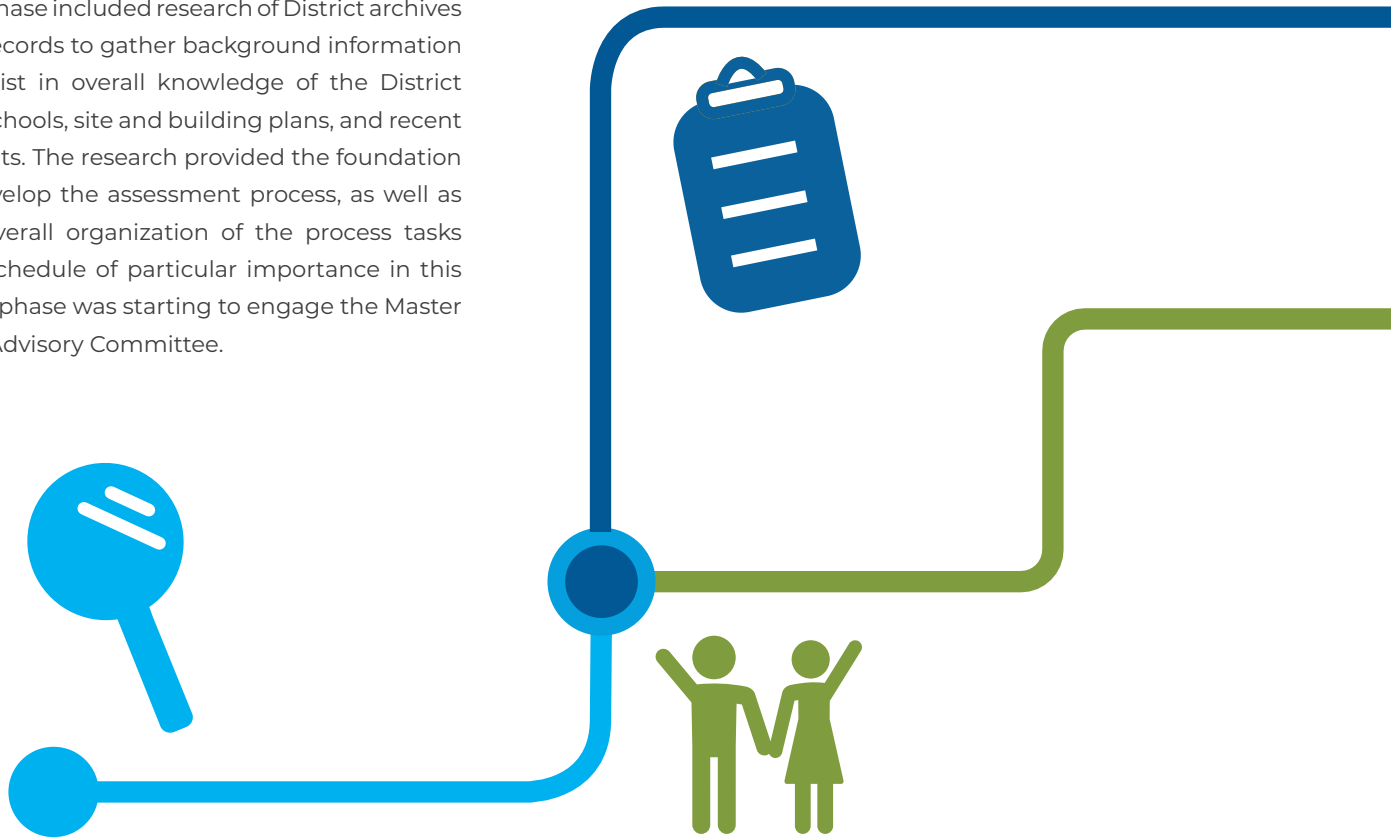 hase included research of District archives
ecords to gather background information
ist in overall knowledge of the District
chools, site and building plans, and recent
ts. The research provided the foundation
velop the assessment process, as well as
verall organization of the process tasks
chedule of particular importance in this
phase was starting to engage the Master
Advisory Committee.